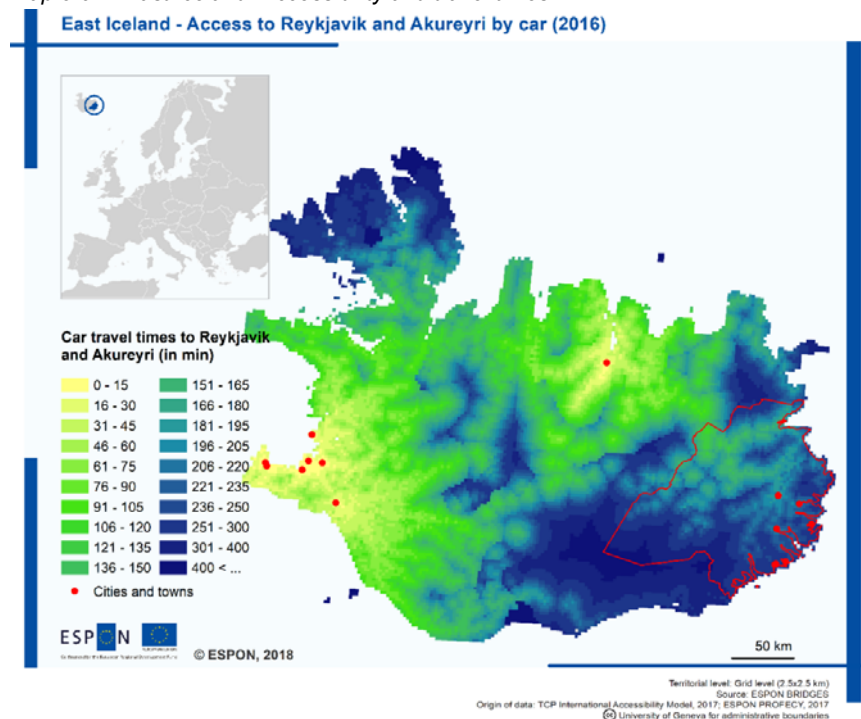 East Iceland - Access to Reykjavik and Akureyri by car (2016)
Car travel times to Reykjavik
and Akureyri (in min)
0 - 15
16 - 30
31 - 45
46 - 60
61 - 75
76 - 90
91 - 105
106 - 120
121 - 135
136 - 150
151 - 165
166 - 180
181 - 195
196 - 205
206 - 220
221 - 235
236 - 250
251 - 300
301 - 400
400 < ...
Cities and towns
ESPON
© ESPON, 2018
50 km
Territorial level: Grid level (2.5x2.5 km)
Source: ESPON BRIDGES
Origin of data: TCP International Accessibility Model, 2017; ESPON PROFECY, 2017
(cc) University of Geneva for administrative boundaries